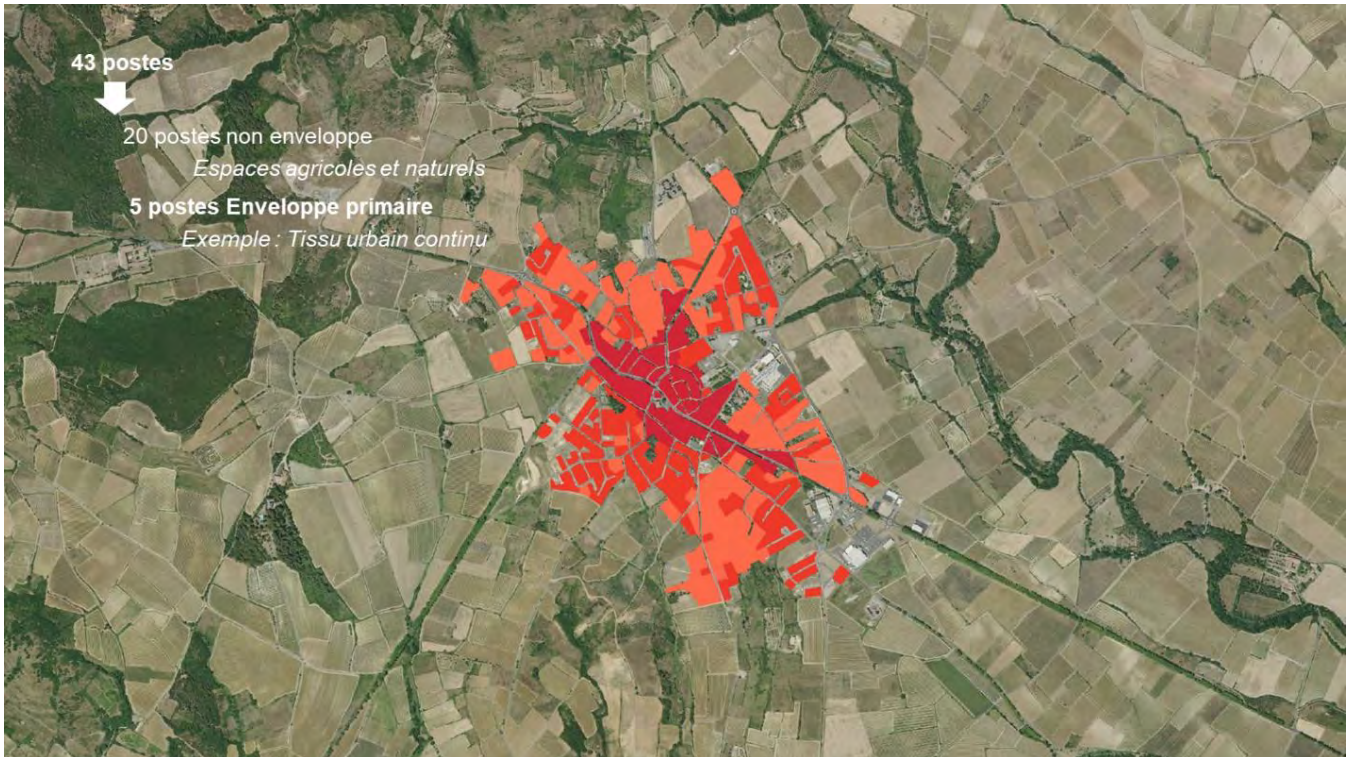 43 postes
20 postes non enveloppe
Espaces agricoles et naturels
5 postes Enveloppe primaire
Exemple : Tissu urbain continu